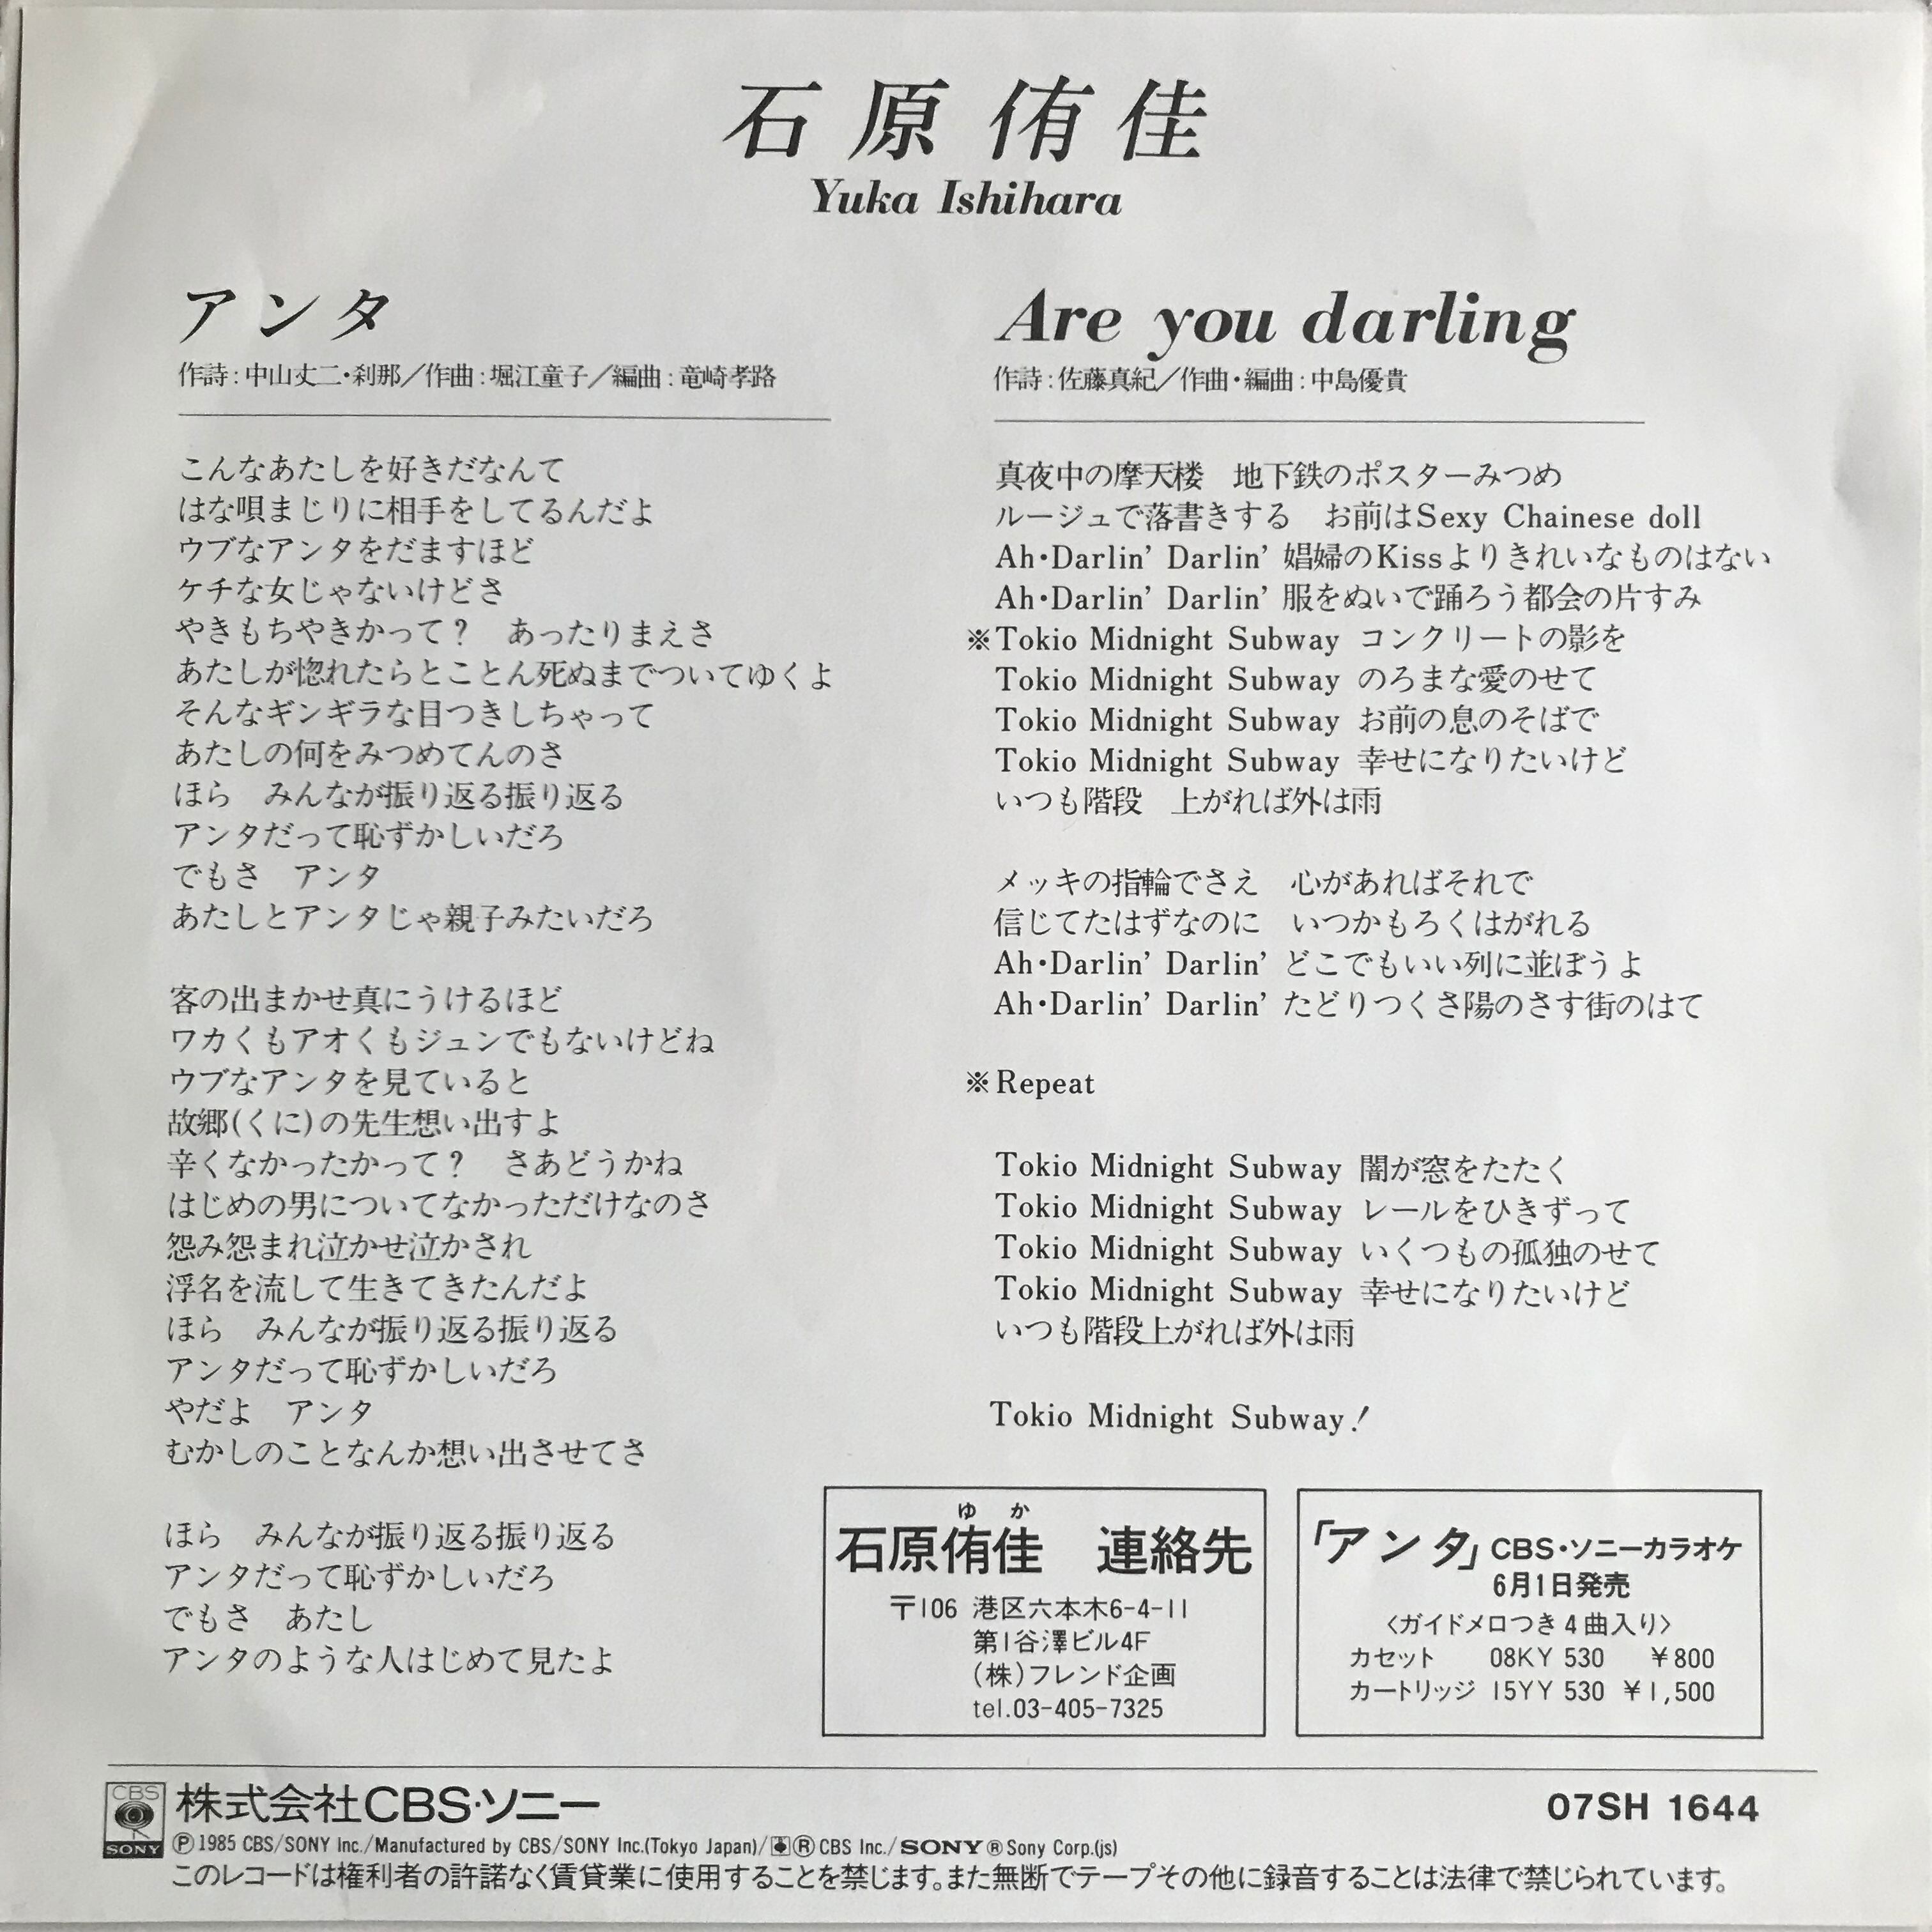 石原侑佳
Yuka Ishihara
アンタ
作詩:中山丈二・刹那／作曲:堀江童子／編曲:竜崎孝路
こんなあたしを好きだなんて
はな唄まじりに相手をしてるんだよ
ウブなアンタをだますほど
ケチな女じゃないけどさ
やきもちやきかって？　あったりまえさ
あたしが惚れたらとことん死ぬまでついてゆくよ
そんなギンギラな目つきしちゃって
あたしの何をみつめてんのさ
ほら　みんなが振り返る振り返る
アンタだって恥ずかしいだろ
でもさ　アンタ
あたしとアンタじゃ親子みたいだろ
客の出まかせ真にうけるほど
ワカくもアオくもジュンでもないけどね
ウブなアンタを見ていると
故郷(くに)の先生想い出すよ
辛くなかったかって？　さあどうかね
はじめの男についてなかっただけなのさ
怨み怨まれ泣かせ泣かされ
浮名を流して生きてきたんだよ
ほら　みんなが振り返る振り返る
アンタだって恥ずかしいだろ
やだよ　アンタ
むかしのことなんか想い出させてさ
ほら　みんなが振り返る振り返る
アンタだって恥ずかしいだろ
でもさ　あたし
アンタのような人はじめて見たよ
Are you darling
作詩:佐藤真紀／作曲・編曲:中島優貴
真夜中の摩天楼　地下鉄のポスターみつめ
ルージュで落書きする　お前はSexy Chainese doll
Ah・Darlin' Darlin' 娼婦のKissよりきれいなものはない
Ah・Darlin' Darlin' 服をぬいで踊ろう都会の片すみ
※Tokio Midnight Subway コンクリートの影を
Tokio Midnight Subway のろまな愛のせて
Tokio Midnight Subway お前の息のそばで
Tokio Midnight Subway 幸せになりたいけど
いつも階段　上がれば外は雨
メッキの指輪でさえ　心があればそれで
信じてたはずなのに　いつかもろくはがれる
Ah・Darlin' Darlin' どこでもいい列に並ぼうよ
Ah・Darlin' Darlin' たどりつくさ陽のさす街のはて
※Repeat
Tokio Midnight Subway 闇が窓をたたく
Tokio Midnight Subway レールをひきずって
Tokio Midnight Subway いくつもの孤独のせて
Tokio Midnight Subway 幸せになりたいけど
いつも階段上がれば外は雨
Tokio Midnight Subway!
ゆ か
石原侑佳　連絡先
〒106 港区六本木6-4-11
第1谷澤ビル4F
(株)フレンド企画
tel.03-405-7325
「アンタ」CBS・ソニーカラオケ
6月1日発売
〈ガイドメロつき4曲入り〉
カセット 08KY 530 ¥800
カートリッジ 15YY 530 ¥1,500
CBS
SONY
株式会社CBS・ソニー
07SH 1644
Ⓟ1985 CBS/SONY Inc./Manufactured by CBS/SONY Inc.(Tokyo Japan)/®CBS Inc./SONY®Sony Corp.(js)
このレコードは権利者の許諾なく賃貸業に使用することを禁じます。また無断でテープその他に録音することは法律で禁じられています。